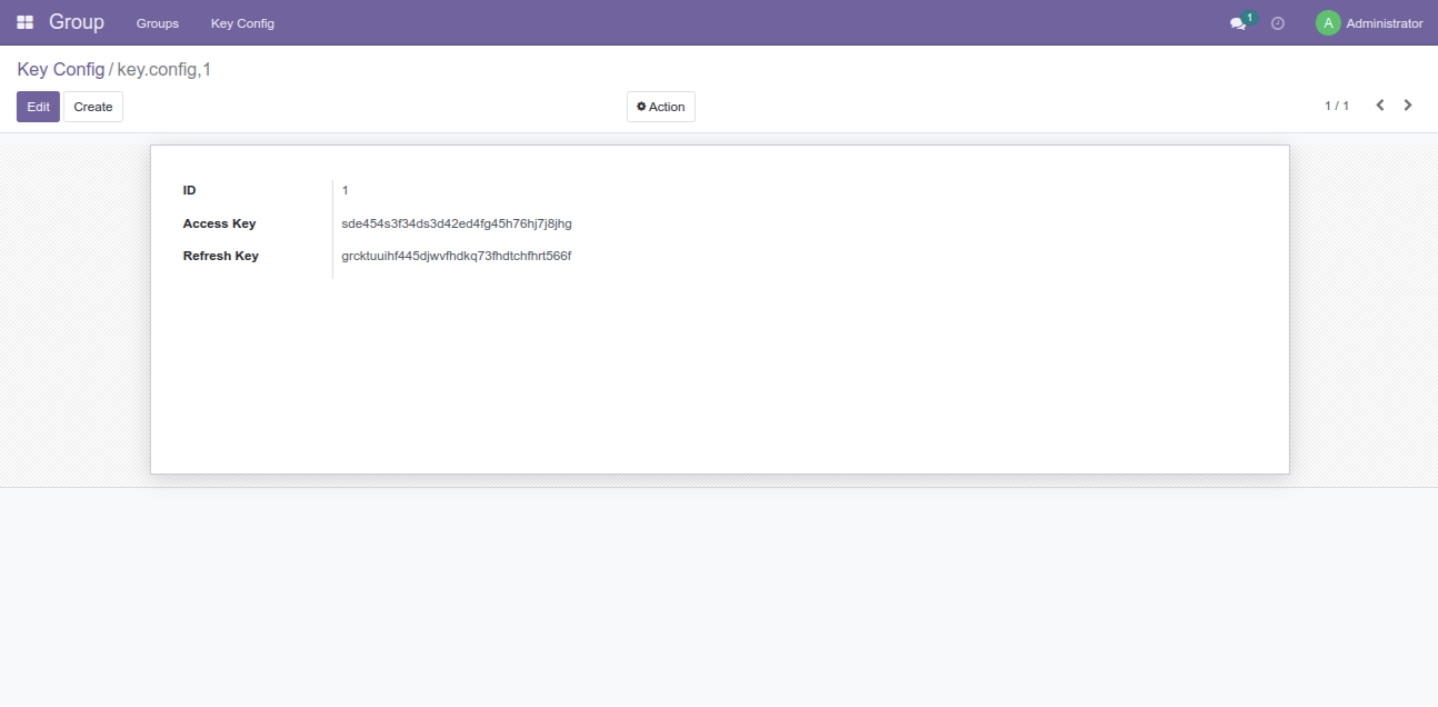 Group Groups Key Config 1 A Administrator
Key Config / key.config,1
Edit Create Action 1 / 1
ID 1
Access Key sde454s3f34ds3d42ed4fg45h76hj7j8jhg
Refresh Key grcktuuihf445djwvfhdkq73fhdtchfhrt566f